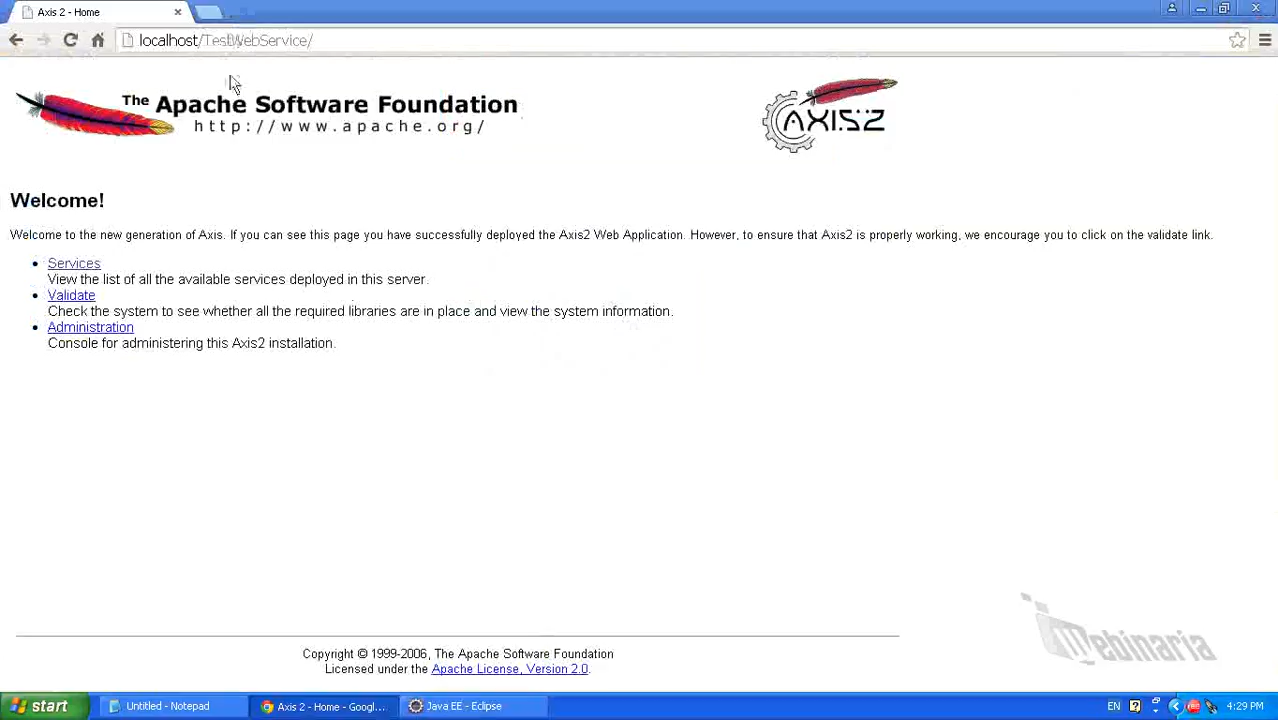 Axis 2 - Home
localhost/TestWebService/
The Apache Software Foundation
http://www.apache.org/
AXIS2
Welcome!
Welcome to the new generation of Axis. If you can see this page you have successfully deployed the Axis2 Web Application. However, to ensure that Axis2 is properly working, we encourage you to click on the validate link.
Services
View the list of all the available services deployed in this server.
Validate
Check the system to see whether all the required libraries are in place and view the system information.
Administration
Console for administering this Axis2 installation.
Webinaria
Copyright © 1999-2006, The Apache Software Foundation
Licensed under the Apache License, Version 2.0.
start
Untitled - Notepad
Axis 2 - Home - Googl...
Java EE - Eclipse
EN
4:29 PM